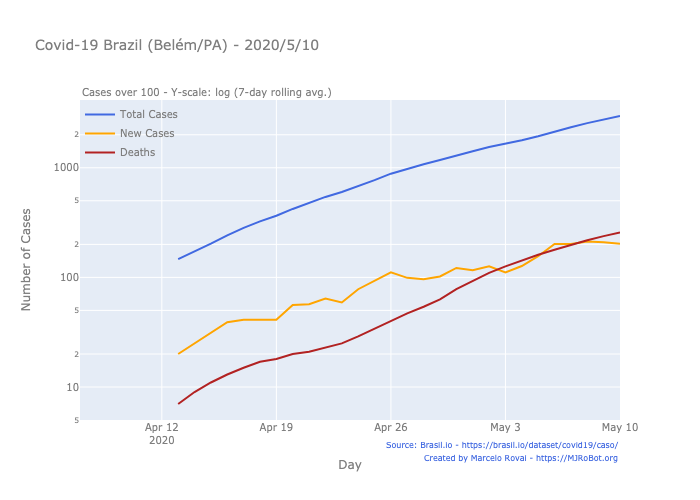 Covid-19 Brazil (Belém/PA) - 2020/5/10
Cases over 100 - Y-scale: log (7-day rolling avg.)
Total Cases
New Cases
Deaths
2
1000
5
2
100
5
2
10
5
Number of Cases
Apr 12
2020
Apr 19
Apr 26
May 3
May 10
Day
Source: Brasil.io - https://brasil.io/dataset/covid19/caso/
Created by Marcelo Rovai - https://MJRoBot.org